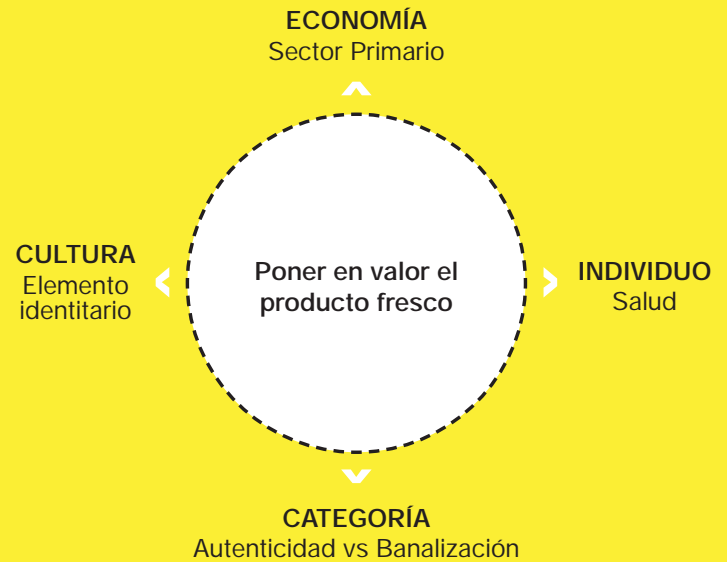 ECONOMÍA
Sector Primario
CULTURA
Elemento
identitario
Poner en valor el
producto fresco
INDIVIDUO
Salud
CATEGORÍA
Autenticidad vs Banalización